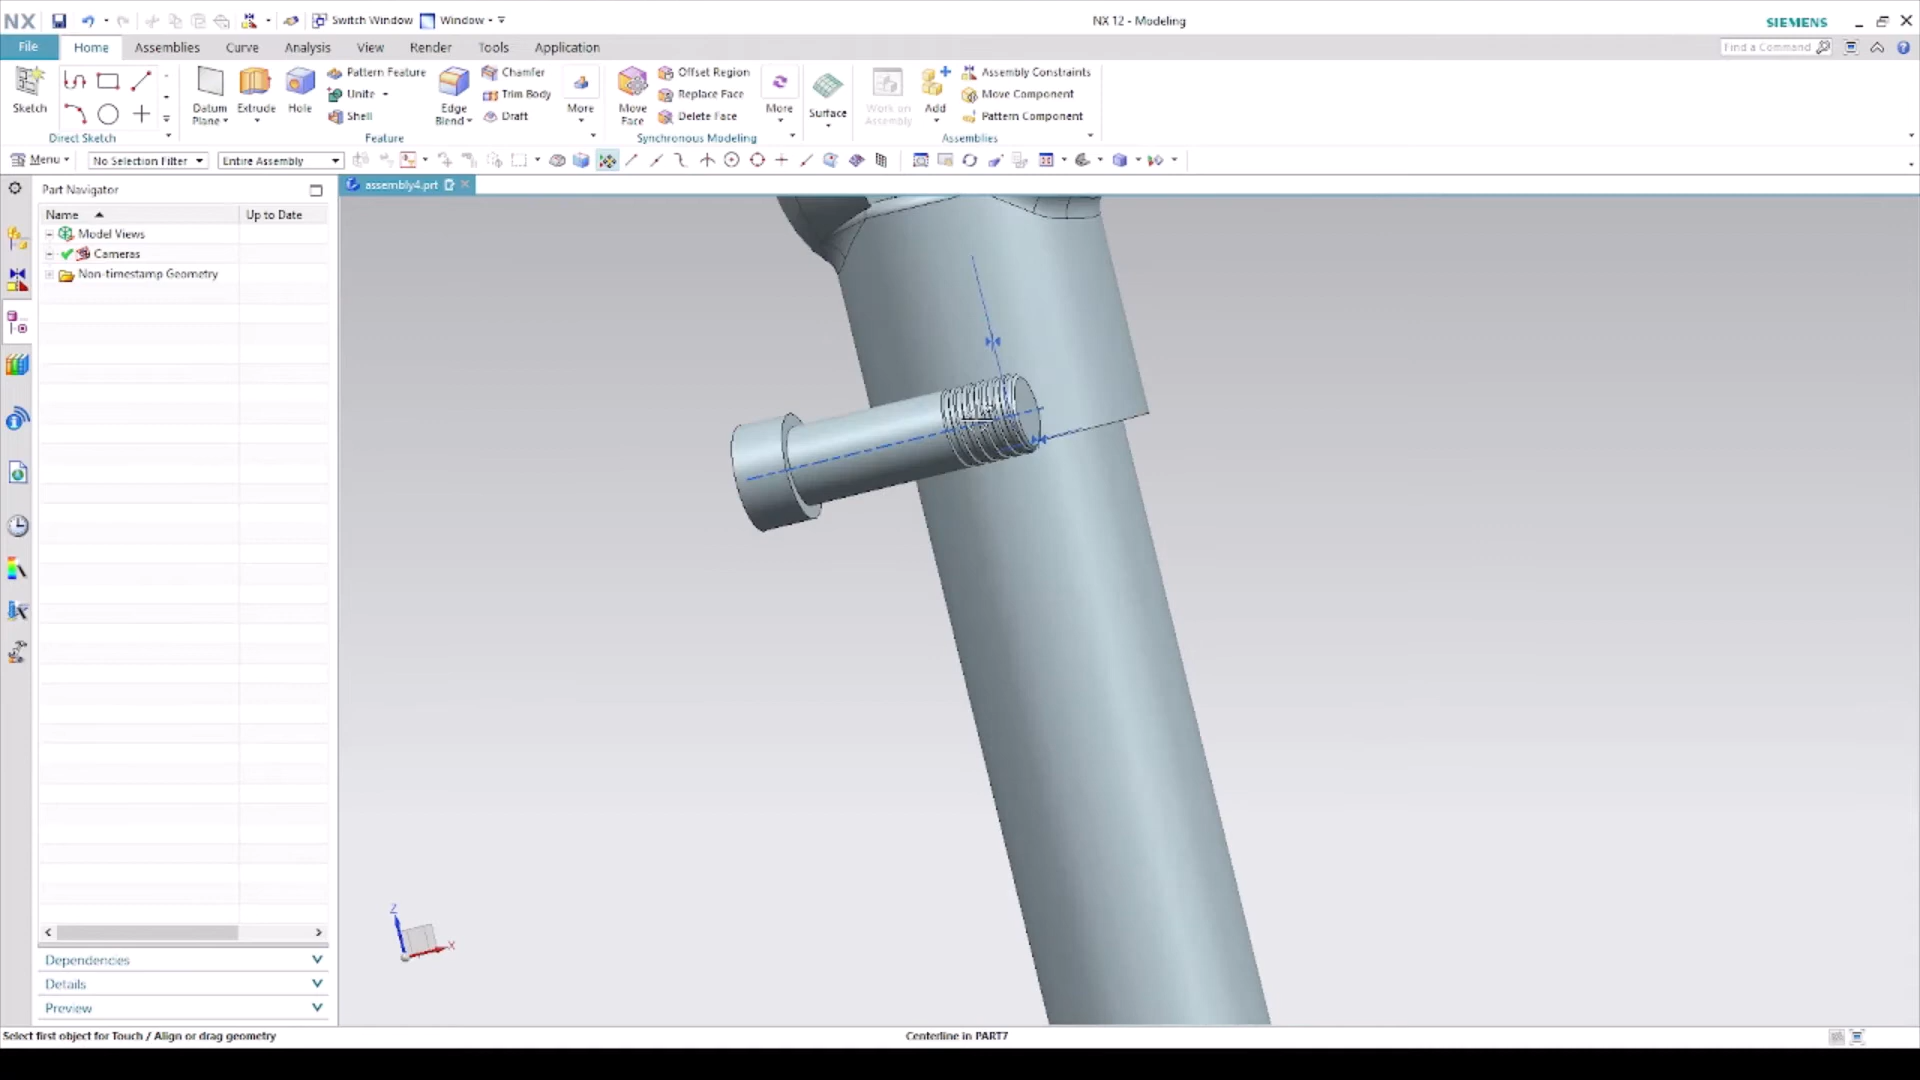 NX
Switch Window
Window
NX 12 - Modeling
SIEMENS
File
Home
Assemblies
Curve
Analysis
View
Render
Tools
Application
Find a Command
Sketch
Datum
Plane
Extrude
Hole
Pattern Feature
Unite
Shell
Edge
Blend
Chamfer
Trim Body
Draft
More
Move
Face
Offset Region
Replace Face
Delete Face
More
Surface
Work on
Assembly
Add
Assembly Constraints
Move Component
Pattern Component
Direct Sketch
Feature
Synchronous Modeling
Assemblies
Menu
No Selection Filter
Entire Assembly
Part Navigator
assembly4.prt
Name
Up to Date
Model Views
Cameras
Non-timestamp Geometry
Z
X
Dependencies
Details
Preview
Select first object for Touch / Align or drag geometry
Centerline in PART7